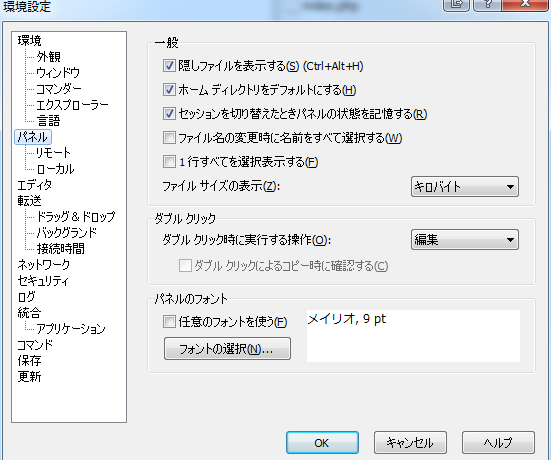 index.php
環境設定
環境
外観
ウィンドウ
コマンダー
エクスプローラー
言語
パネル
リモート
ローカル
エディタ
転送
ドラッグ＆ドロップ
バックグランド
接続時間
ネットワーク
セキュリティ
ログ
統合
アプリケーション
コマンド
保存
更新
一般
隠しファイルを表示する(S) (Ctrl+Alt+H)
ホーム ディレクトリをデフォルトにする(H)
セッションを切り替えたときパネルの状態を記憶する(R)
ファイル名の変更時に名前をすべて選択する(W)
１行すべてを選択表示する(F)
ファイル サイズの表示(Z):
キロバイト
ダブル クリック
ダブル クリック時に実行する操作(O):
編集
ダブル クリックによるコピー時に確認する(C)
パネルのフォント
任意のフォントを使う(F)
メイリオ, 9 pt
フォントの選択(N)...
OK
キャンセル
ヘルプ